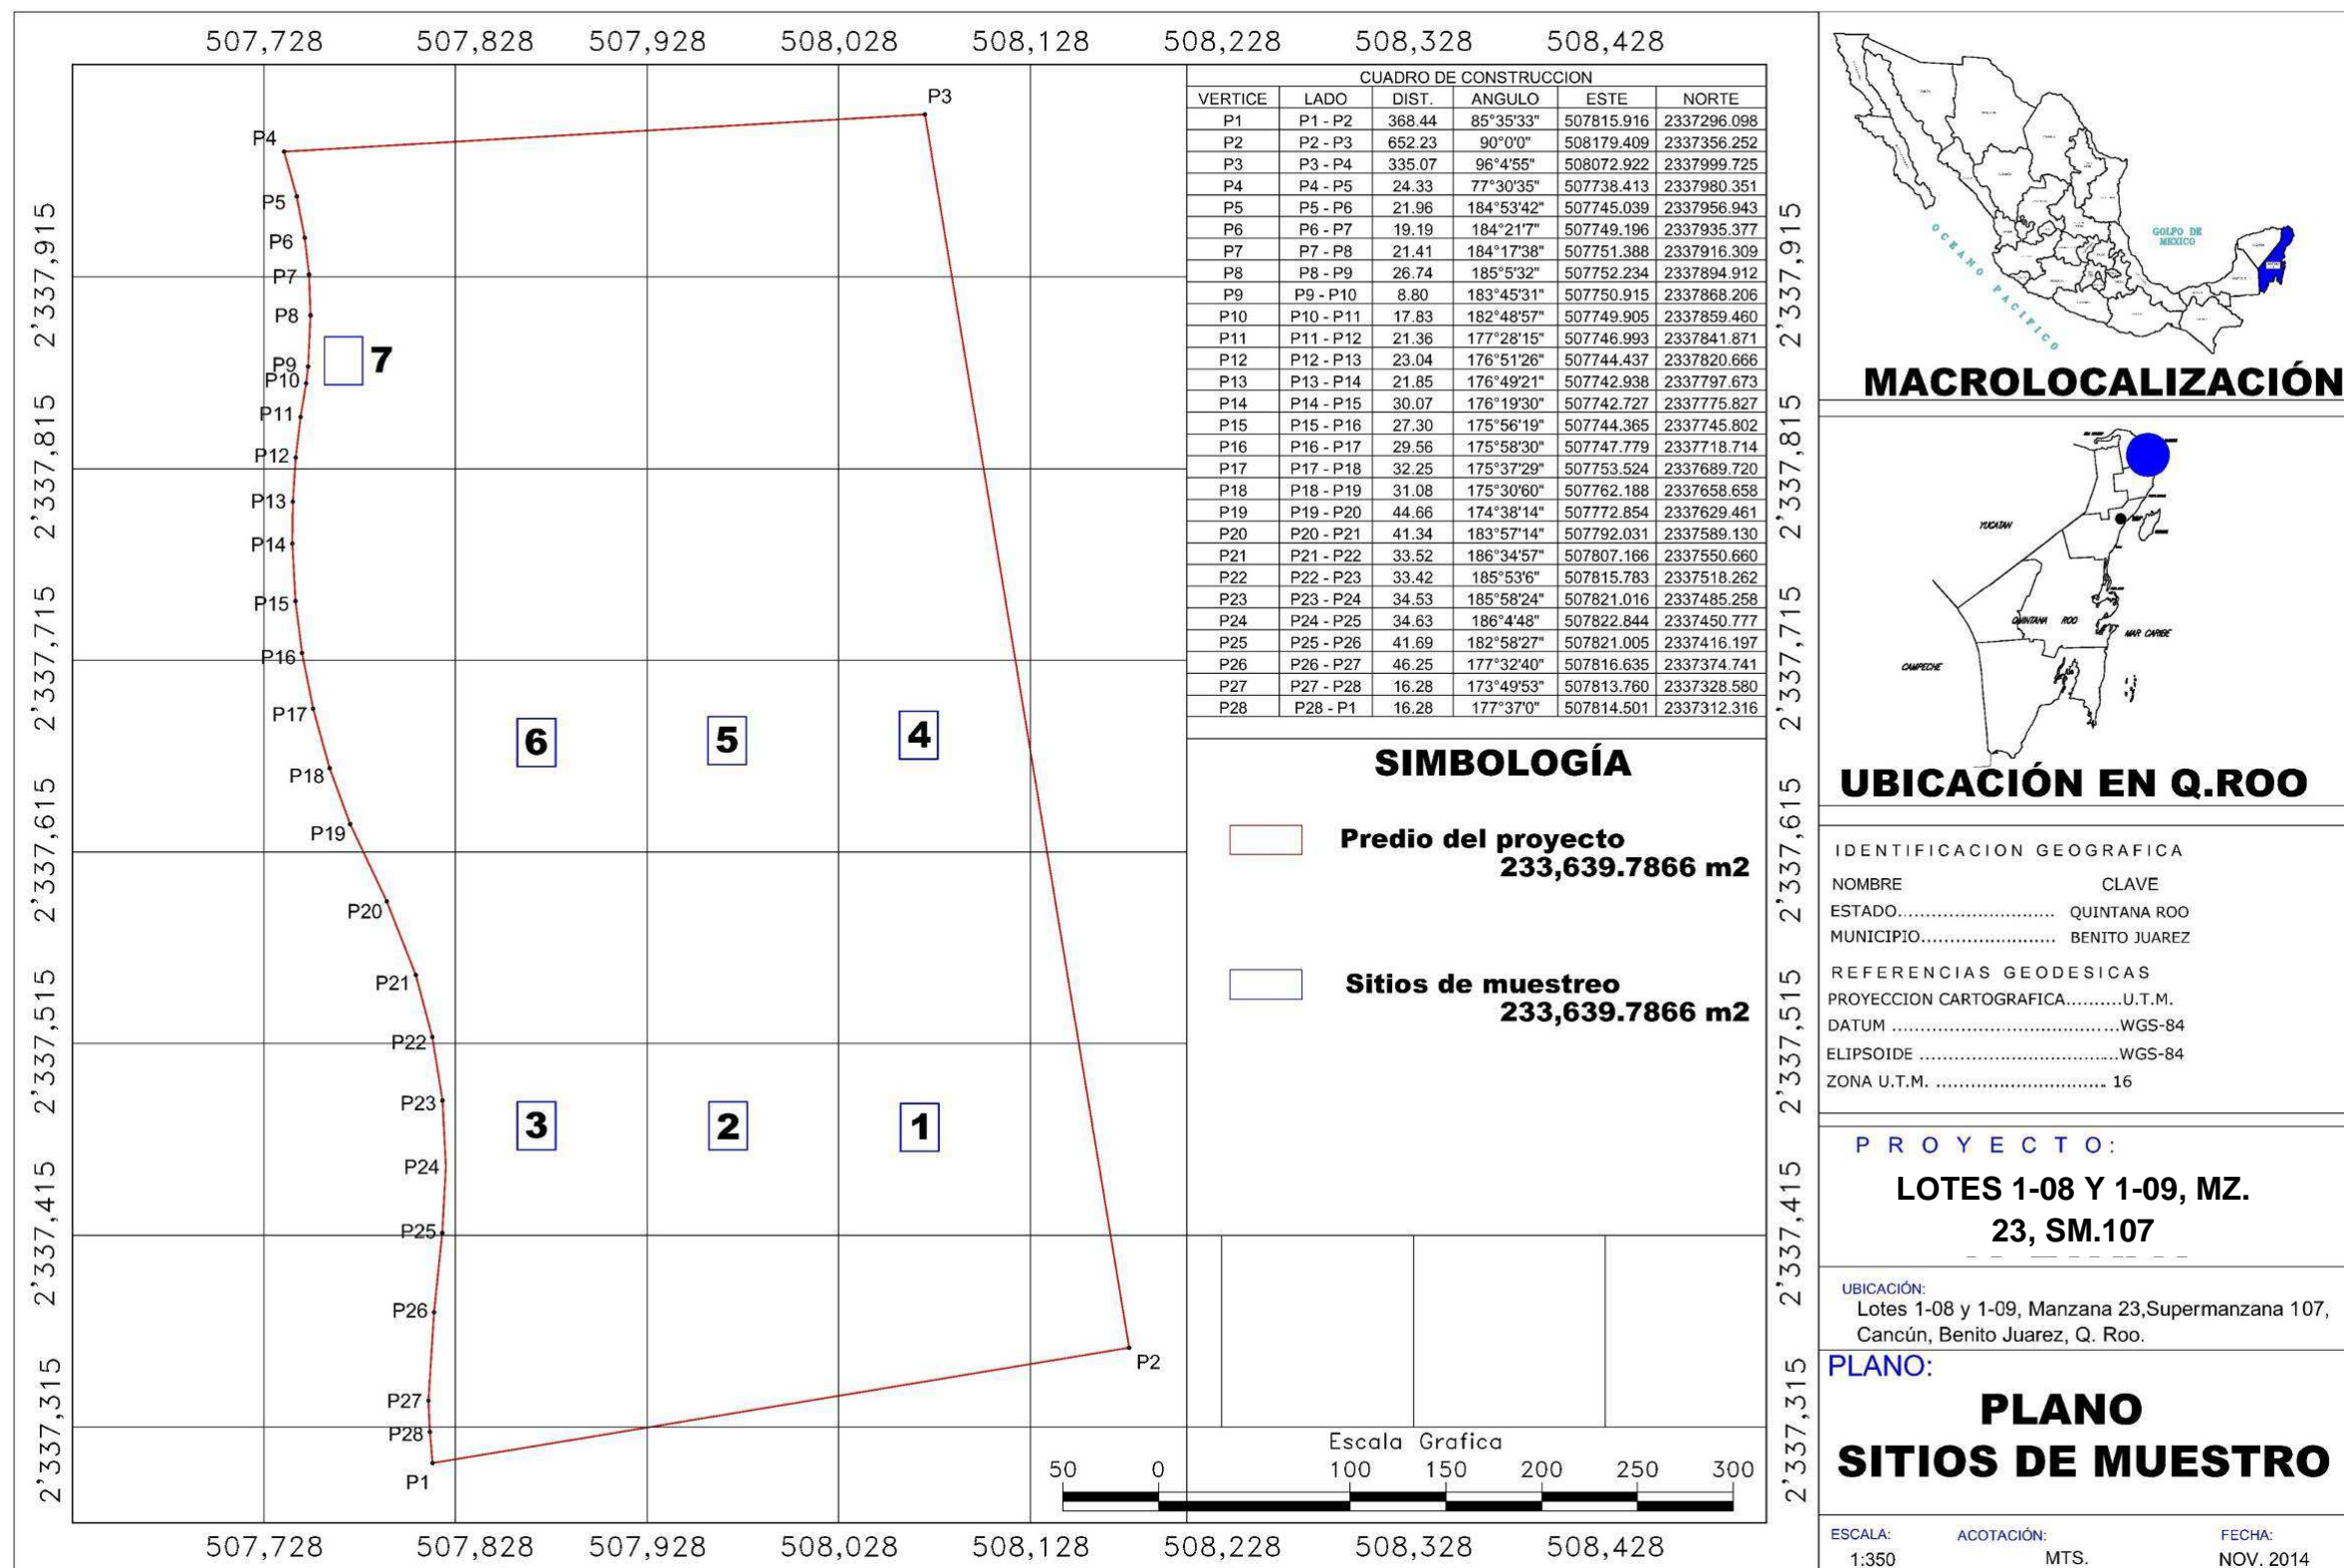 507,728 507,828 507,928 508,028 508,128 508,228 508,328 508,428
P3
P4
P5
P6
P7
P8
P9
P10
7
P11
P12
P13
P14
P15
P16
P17
6 5 4
P18
P19
P20
P21
P22
P23
3 2 1
P24
P25
P26
P2
P27
P28
P1
2'337,915
2'337,815
2'337,715
2'337,615
2'337,515
2'337,415
2'337,315
CUADRO DE CONSTRUCCION
VERTICE LADO DIST. ANGULO ESTE NORTE
P1 P1 - P2 368.44 85°35'33" 507815.916 2337296.098
P2 P2 - P3 652.23 90°0'0" 508179.409 2337356.252
P3 P3 - P4 335.07 96°4'55" 508072.922 2337999.725
P4 P4 - P5 24.33 77°30'35" 507738.413 2337980.351
P5 P5 - P6 21.96 184°53'42" 507745.039 2337956.943
P6 P6 - P7 19.19 184°21'7" 507749.196 2337935.377
P7 P7 - P8 21.41 184°17'38" 507751.388 2337916.309
P8 P8 - P9 26.74 185°5'32" 507752.234 2337894.912
P9 P9 - P10 8.80 183°45'31" 507750.915 2337868.206
P10 P10 - P11 17.83 182°48'57" 507749.905 2337859.460
P11 P11 - P12 21.36 177°28'15" 507746.993 2337841.871
P12 P12 - P13 23.04 176°51'26" 507744.437 2337820.666
P13 P13 - P14 21.85 176°49'21" 507742.938 2337797.673
P14 P14 - P15 30.07 176°19'30" 507742.727 2337775.827
P15 P15 - P16 27.30 175°56'19" 507744.365 2337745.802
P16 P16 - P17 29.56 175°58'30" 507747.779 2337718.714
P17 P17 - P18 32.25 175°37'29" 507753.524 2337689.720
P18 P18 - P19 31.08 175°30'60" 507762.188 2337658.658
P19 P19 - P20 44.66 174°38'14" 507772.854 2337629.461
P20 P20 - P21 41.34 183°57'14" 507792.031 2337589.130
P21 P21 - P22 33.52 186°34'57" 507807.166 2337550.660
P22 P22 - P23 33.42 185°53'6" 507815.783 2337518.262
P23 P23 - P24 34.53 185°58'24" 507821.016 2337485.258
P24 P24 - P25 34.63 186°4'48" 507822.844 2337450.777
P25 P25 - P26 41.69 182°58'27" 507821.005 2337416.197
P26 P26 - P27 46.25 177°32'40" 507816.635 2337374.741
P27 P27 - P28 16.28 173°49'53" 507813.760 2337328.580
P28 P28 - P1 16.28 177°37'0" 507814.501 2337312.316
SIMBOLOGÍA
Predio del proyecto
233,639.7866 m2
Sitios de muestreo
233,639.7866 m2
Escala Grafica
50 0 100 150 200 250 300
2'337,915
2'337,815
2'337,715
2'337,615
2'337,515
2'337,415
2'337,315
507,728 507,828 507,928 508,028 508,128 508,228 508,328 508,428
GOLFO DE
MEXICO
OCEANO PACIFICO
MACROLOCALIZACIÓN
YUCATAN
QUINTANA ROO
MAR CARIBE
CAMPECHE
UBICACIÓN EN Q.ROO
IDENTIFICACION GEOGRAFICA
NOMBRE CLAVE
ESTADO.......................... QUINTANA ROO
MUNICIPIO...................... BENITO JUAREZ
REFERENCIAS GEODESICAS
PROYECCION CARTOGRAFICA..........U.T.M.
DATUM ......................................WGS-84
ELIPSOIDE .................................WGS-84
ZONA U.T.M. ............................ 16
PROYECTO:
LOTES 1-08 Y 1-09, MZ.
23, SM.107
UBICACIÓN:
Lotes 1-08 y 1-09, Manzana 23,Supermanzana 107,
Cancún, Benito Juarez, Q. Roo.
PLANO:
PLANO
SITIOS DE MUESTRO
ESCALA: ACOTACIÓN: FECHA:
1:350 MTS. NOV. 2014